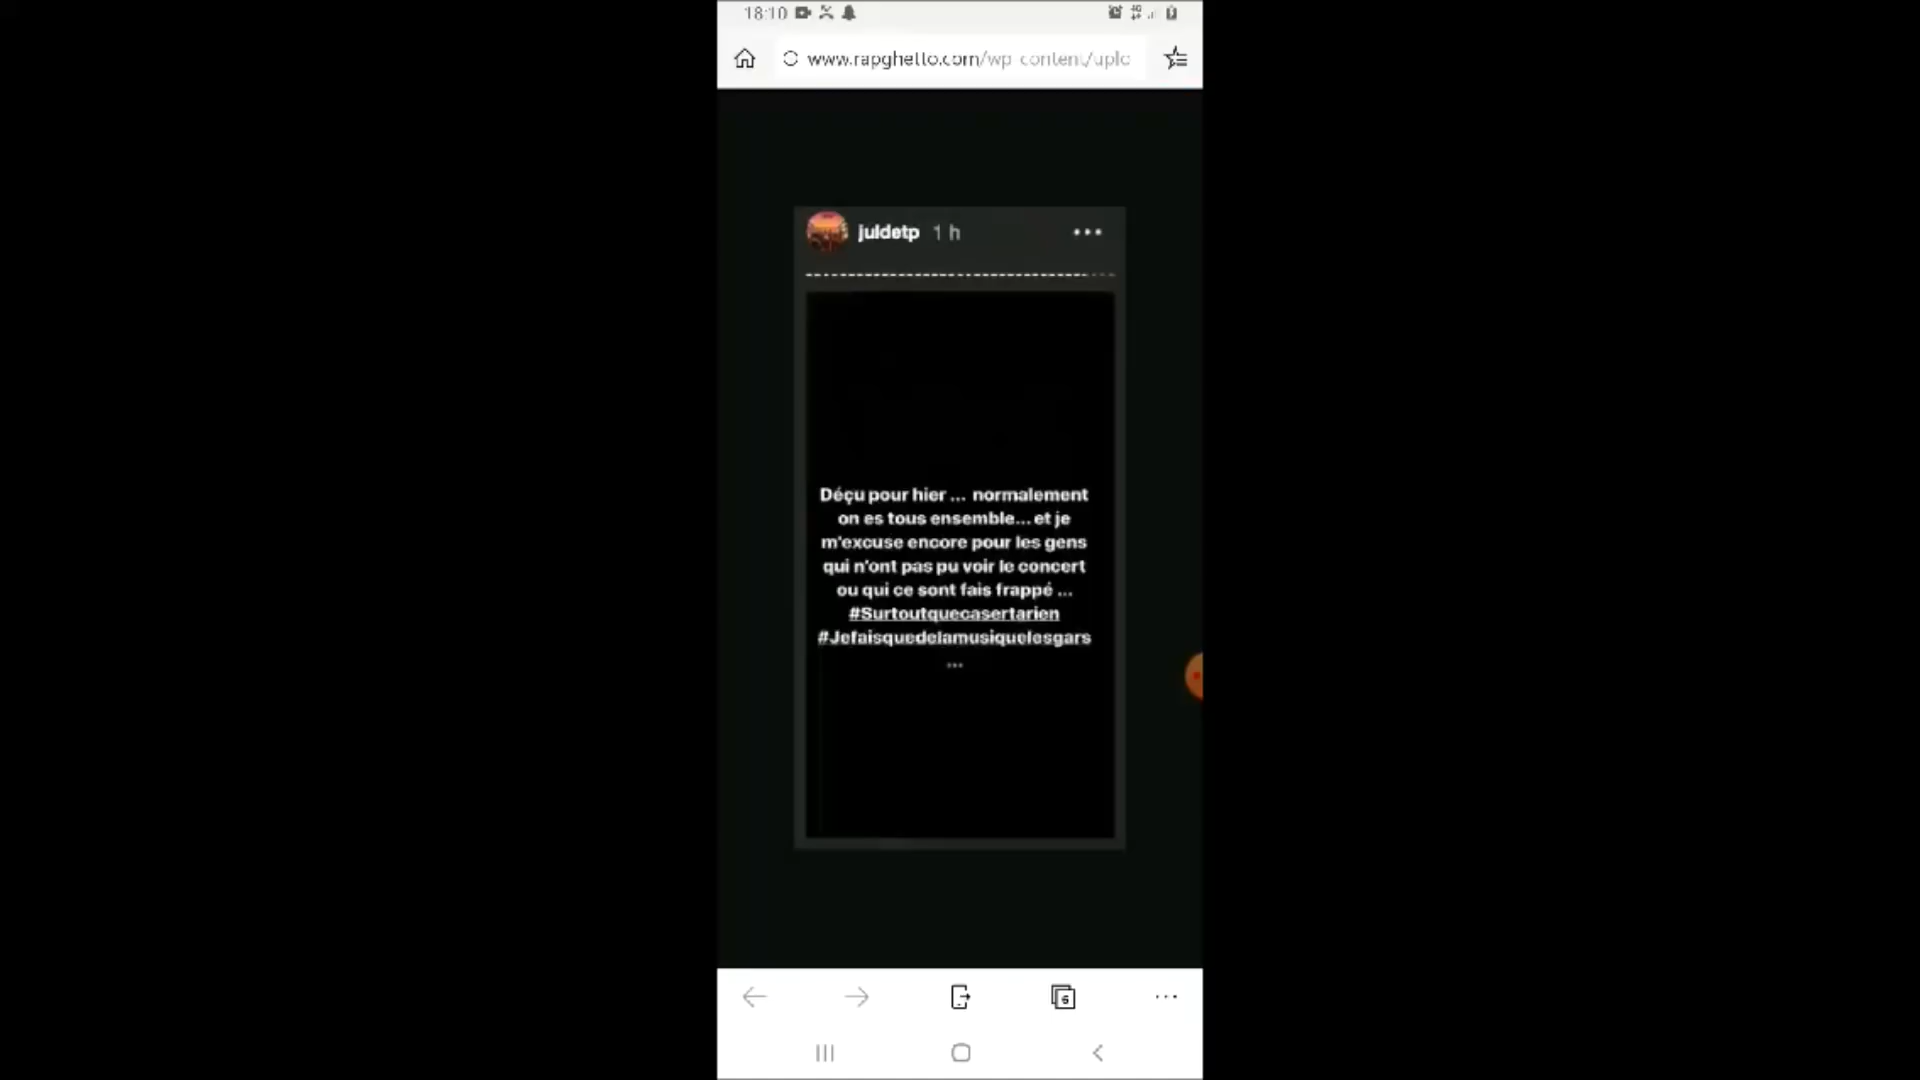 18:10
www.rapghetto.com/wp-content/uplo
juldetp 1 h
Déçu pour hier ... normalement
on es tous ensemble... et je
m'excuse encore pour les gens
qui n'ont pas pu voir le concert
ou qui ce sont fais frappé ...
#Surtoutquecasertarien
#Jefaisquedelamusiquelesgars
...
6